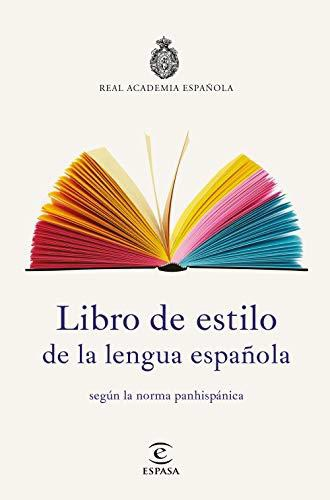 REAL ACADEMIA ESPAÑOLA
Libro de estilo
de la lengua española
según la norma panhispánica
e
ESPASA